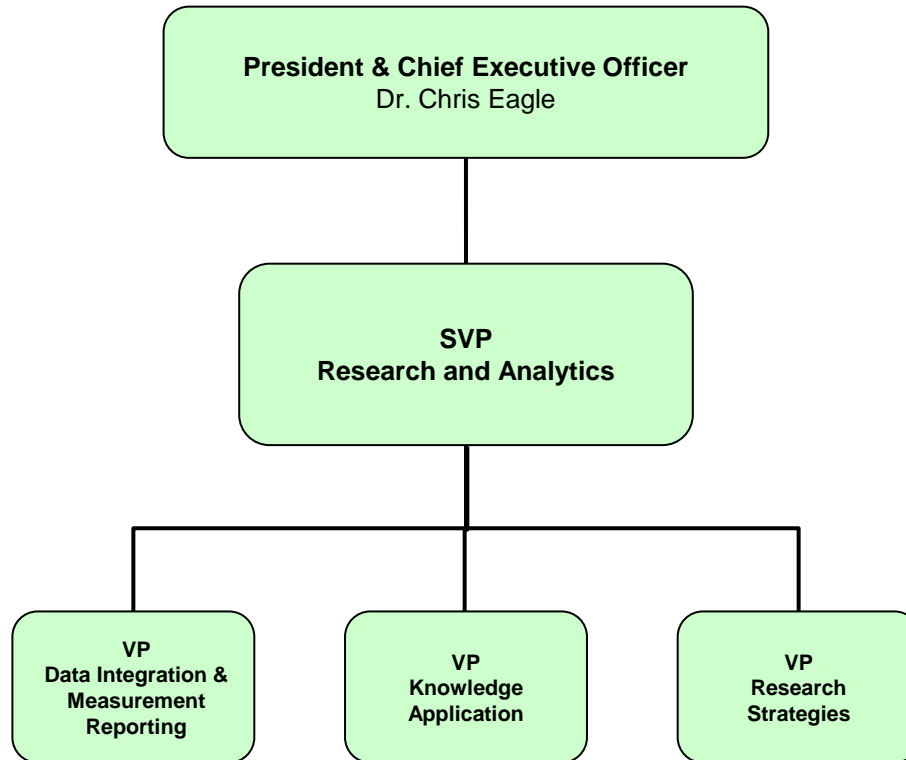 President & Chief Executive Officer
Dr. Chris Eagle
SVP
Research and Analytics
VP
Data Integration &
Measurement
Reporting
VP
Knowledge
Application
VP
Research
Strategies